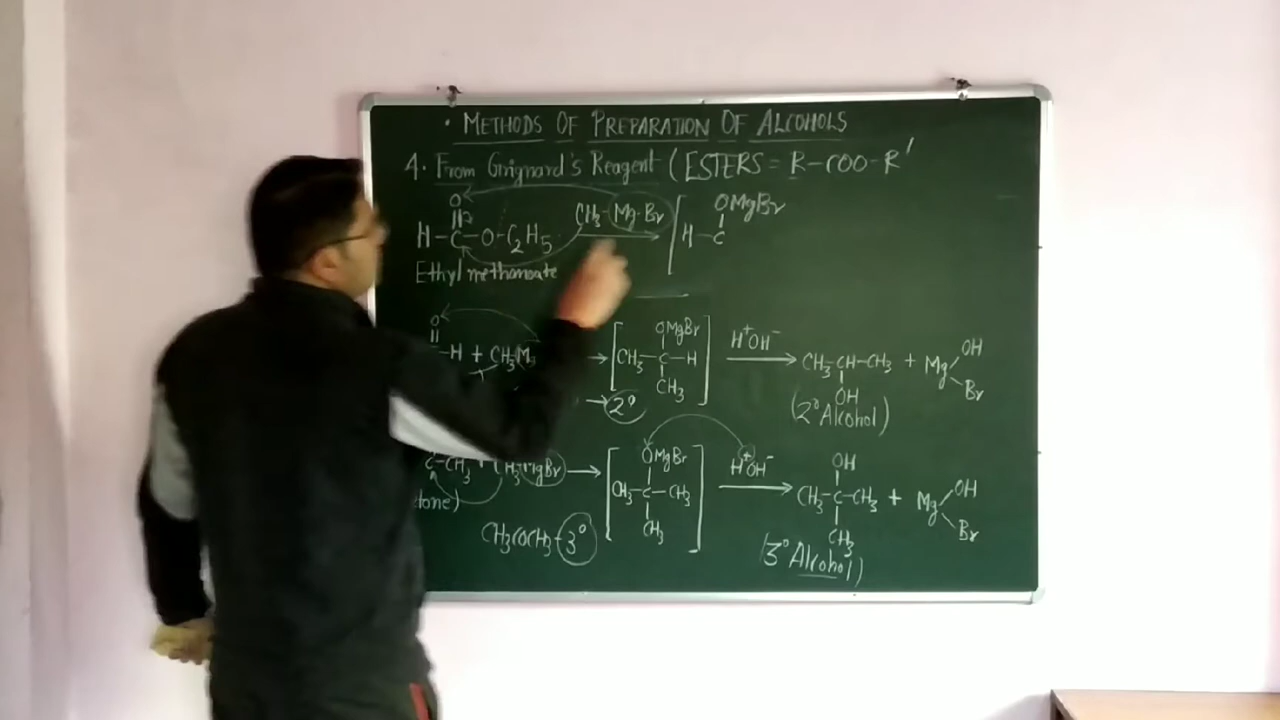 • METHODS OF PREPARATION OF ALCOHOLS
4. From Grignard's Reagent (ESTERS = R-COO-R'
O CH3-Mg-Br OMgBr
H-C-O-C2H5 [H-C
Ethyl methanoate
O OMgBr H+OH- OH
-H + CH3M → [CH3-C-H] → CH3-CH-CH3 + Mg
CH3 OH Br
→ 2° (2° Alcohol)
OMgBr H+OH- OH
C-CH3 + CH3MgBr → [CH3-C-CH3] → CH3-C-CH3 + Mg OH
tone) CH3 CH3 Br
CH3COCH3-3° (3° Alcohol)